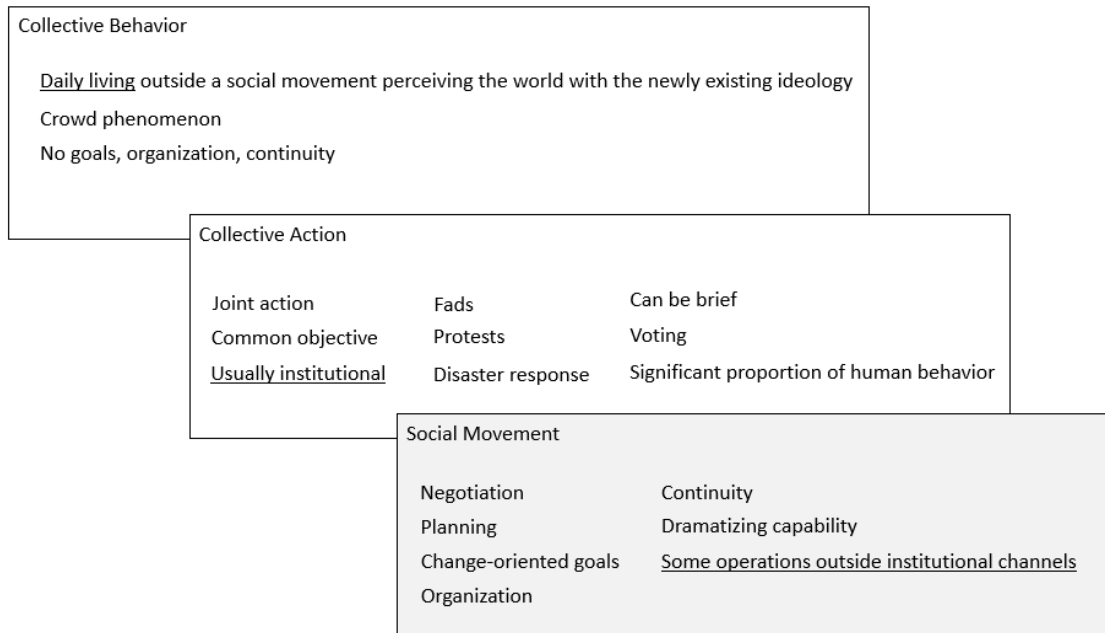 Collective Behavior
Daily living outside a social movement perceiving the world with the newly existing ideology
Crowd phenomenon
No goals, organization, continuity
Collective Action
Joint action
Common objective
Usually institutional
Fads
Protests
Disaster response
Can be brief
Voting
Significant proportion of human behavior
Social Movement
Negotiation
Planning
Change-oriented goals
Organization
Continuity
Dramatizing capability
Some operations outside institutional channels